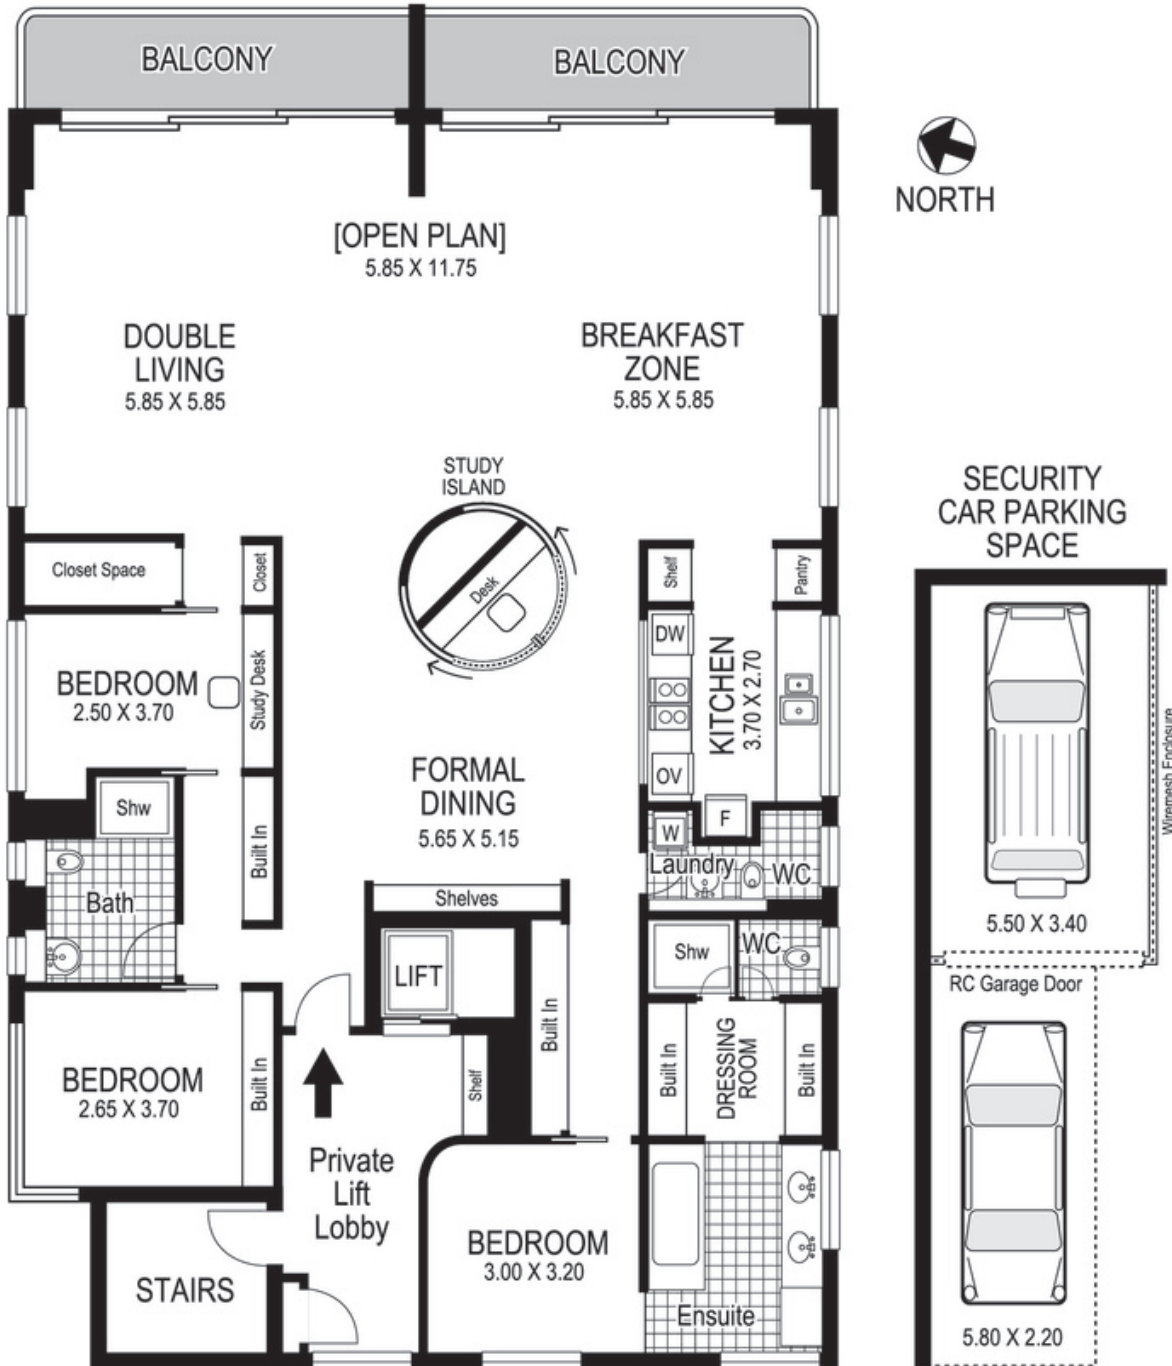 BALCONY
BALCONY
NORTH
[OPEN PLAN]
5.85 X 11.75
DOUBLE
LIVING
5.85 X 5.85
BREAKFAST
ZONE
5.85 X 5.85
STUDY
ISLAND
Desk
SECURITY
CAR PARKING
SPACE
Closet Space
Closet
Shelf
Pantry
BEDROOM
2.50 X 3.70
Study Desk
DW
OV
KITCHEN
3.70 X 2.70
F
Wiremesh Enclosure
FORMAL
DINING
5.65 X 5.15
Shw
Built In
Bath
W
Laundry
WC
Shelves
5.50 X 3.40
RC Garage Door
LIFT
Built In
Shw
WC
BEDROOM
2.65 X 3.70
Built In
Shelf
Built In
DRESSING
ROOM
Built In
Private
Lift
Lobby
STAIRS
BEDROOM
3.00 X 3.20
Ensuite
5.80 X 2.20